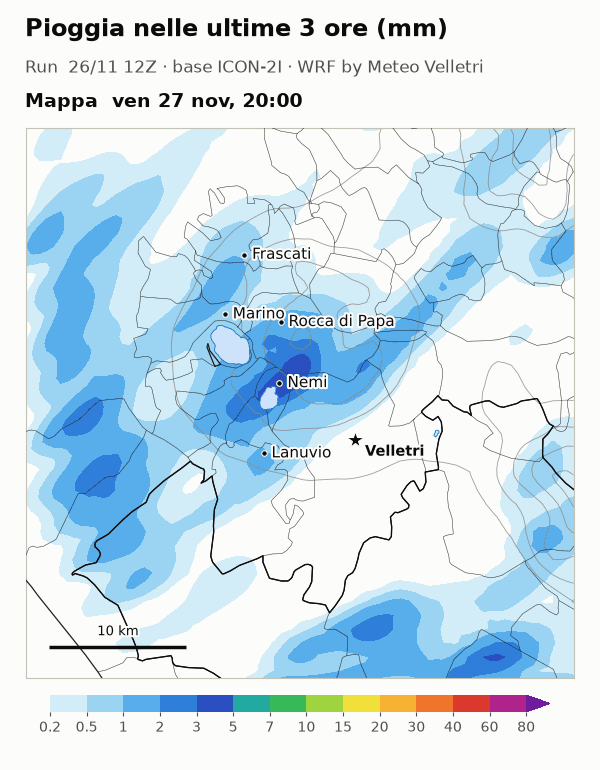 Pioggia nelle ultime 3 ore (mm)
Run  26/11 12Z · base ICON-2I · WRF by Meteo Velletri
Mappa  ven 27 nov, 20:00
Frascati
Marino
Rocca di Papa
Nemi
Velletri
Lanuvio
10 km
0.2 0.5 1 2 3 5 7 10 15 20 30 40 60 80